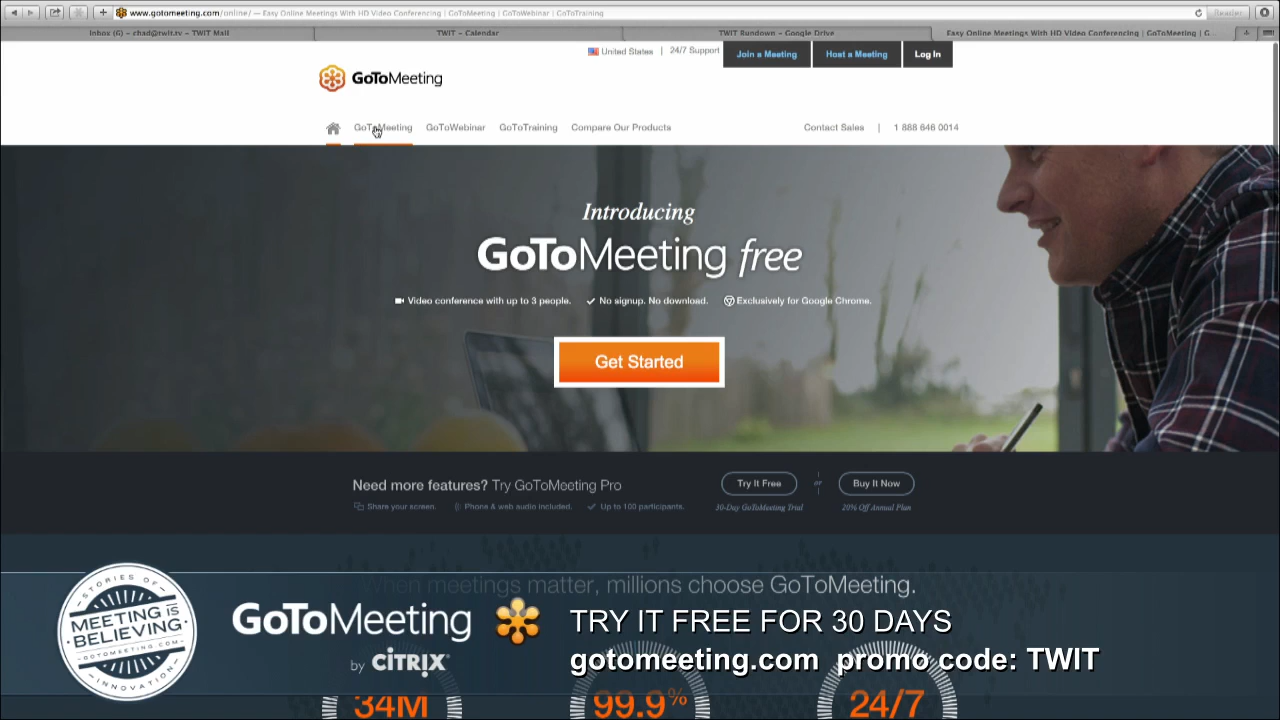 www.gotomeeting.com/online/ — Easy Online Meetings With HD Video Conferencing | GoToMeeting | GoToWebinar | GoToTraining
Reader
Inbox (6) – chad@twit.tv – TWiT Mail
TWiT – Calendar
TWiT Rundown – Google Drive
Easy Online Meetings With HD Video Conferencing | GoToMeeting | G...
United States | 24/7 Support
Join a Meeting
Host a Meeting
Log In
GoToMeeting
GoToMeeting
GoToWebinar
GoToTraining
Compare Our Products
Contact Sales | 1 888 646 0014
Introducing
GoToMeeting free
Video conference with up to 3 people.
No signup. No download.
Exclusively for Google Chrome.
Get Started
Need more features? Try GoToMeeting Pro
Share your screen.
Phone & web audio included.
Up to 100 participants.
Try It Free
or
Buy It Now
30-Day GoToMeeting Trial
20% Off Annual Plan
When meetings matter, millions choose GoToMeeting.
STORIES OF
MEETING IS
BELIEVING
GOTOMEETING.COM
INNOVATION
GoToMeeting
by CITRIX
TRY IT FREE FOR 30 DAYS
gotomeeting.com promo code: TWIT
34M
99.9%
24/7